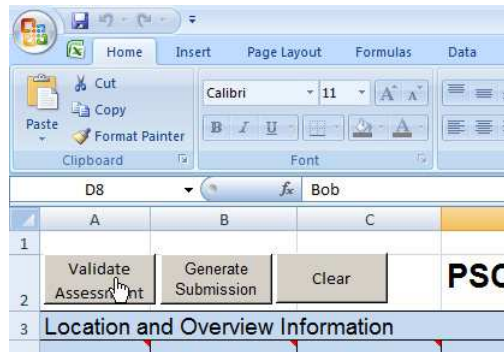 Home Insert Page Layout Formulas Data
Cut
Copy
Format Painter
Paste
Calibri 11 A A
B I U A
Clipboard Font
D8 fx Bob
A B C
1
Validate Assessment
Generate Submission
Clear
2
3 Location and Overview Information